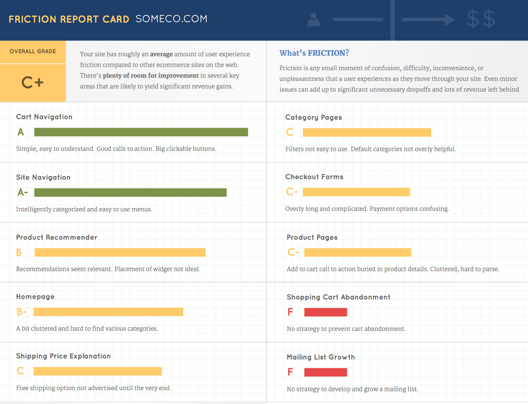 FRICTION REPORT CARD SOMECO.COM
$$
OVERALL GRADE
C+
Your site has roughly an average amount of user experience
friction compared to other ecommerce sites on the web.
There's plenty of room for improvement in several key
areas that are likely to yield significant revenue gains.
What's FRICTION?
Friction is any small moment of confusion, difficulty, inconvenience, or
unpleasantness that a user experiences as they move through your site. Even minor
issues can add up to significant unnecessary dropoffs and lots of revenue left behind.
Cart Navigation
A
Simple, easy to understand. Good calls to action. Big clickable buttons.
Site Navigation
A-
Intelligently categorized and easy to use menus.
Product Recommender
B
Recommendations seem relevant. Placement of widget not ideal.
Homepage
B-
A bit cluttered and hard to find various categories.
Shipping Price Explanation
C
Free shipping option not advertised until the very end.
Category Pages
C
Filters not easy to use. Default categories not overly helpful.
Checkout Forms
C-
Overly long and complicated. Payment options confusing.
Product Pages
C-
Add to cart call to action buried in product details. Cluttered, hard to parse.
Shopping Cart Abandonment
F
No strategy to prevent cart abandonment.
Mailing List Growth
F
No strategy to develop and grow a mailing list.